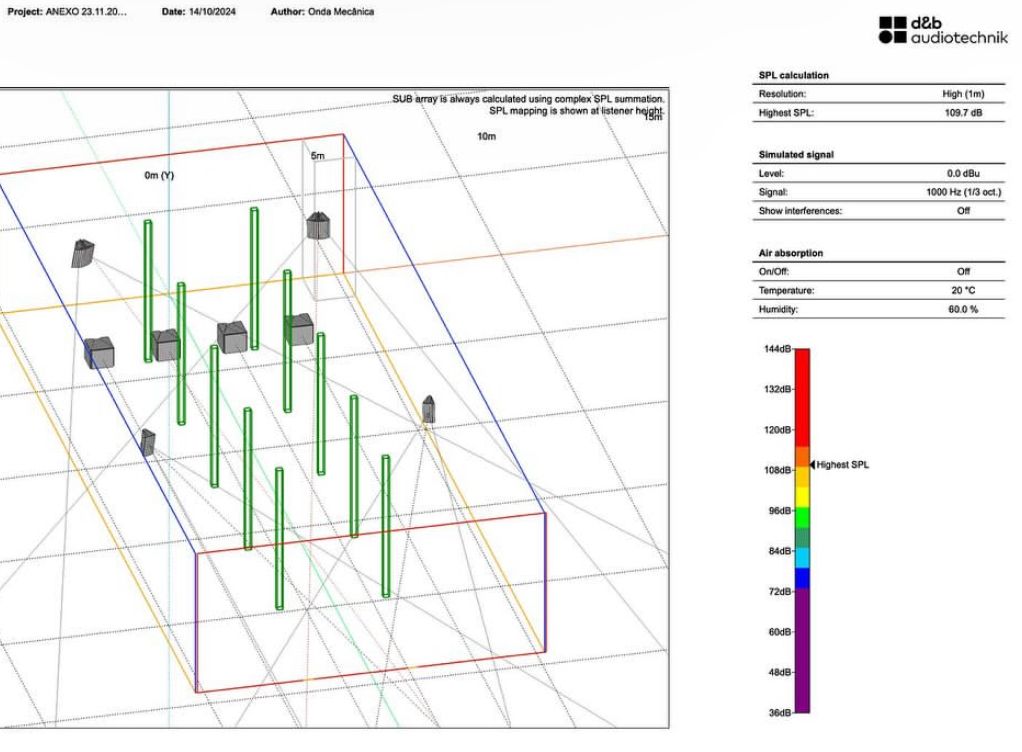 Project: ANEXO 23.11.20... Date: 14/10/2024 Author: Onda Mecânica
d&b
audiotechnik
SUB array is always calculated using complex SPL summation.
SPL mapping is shown at listener height.
15m
10m
5m
0m (Y)
SPL calculation
Resolution: High (1m)
Highest SPL: 109.7 dB
Simulated signal
Level: 0.0 dBu
Signal: 1000 Hz (1/3 oct.)
Show interferences: Off
Air absorption
On/Off: Off
Temperature: 20 °C
Humidity: 60.0 %
144dB
132dB
120dB
108dB
Highest SPL
96dB
84dB
72dB
60dB
48dB
36dB